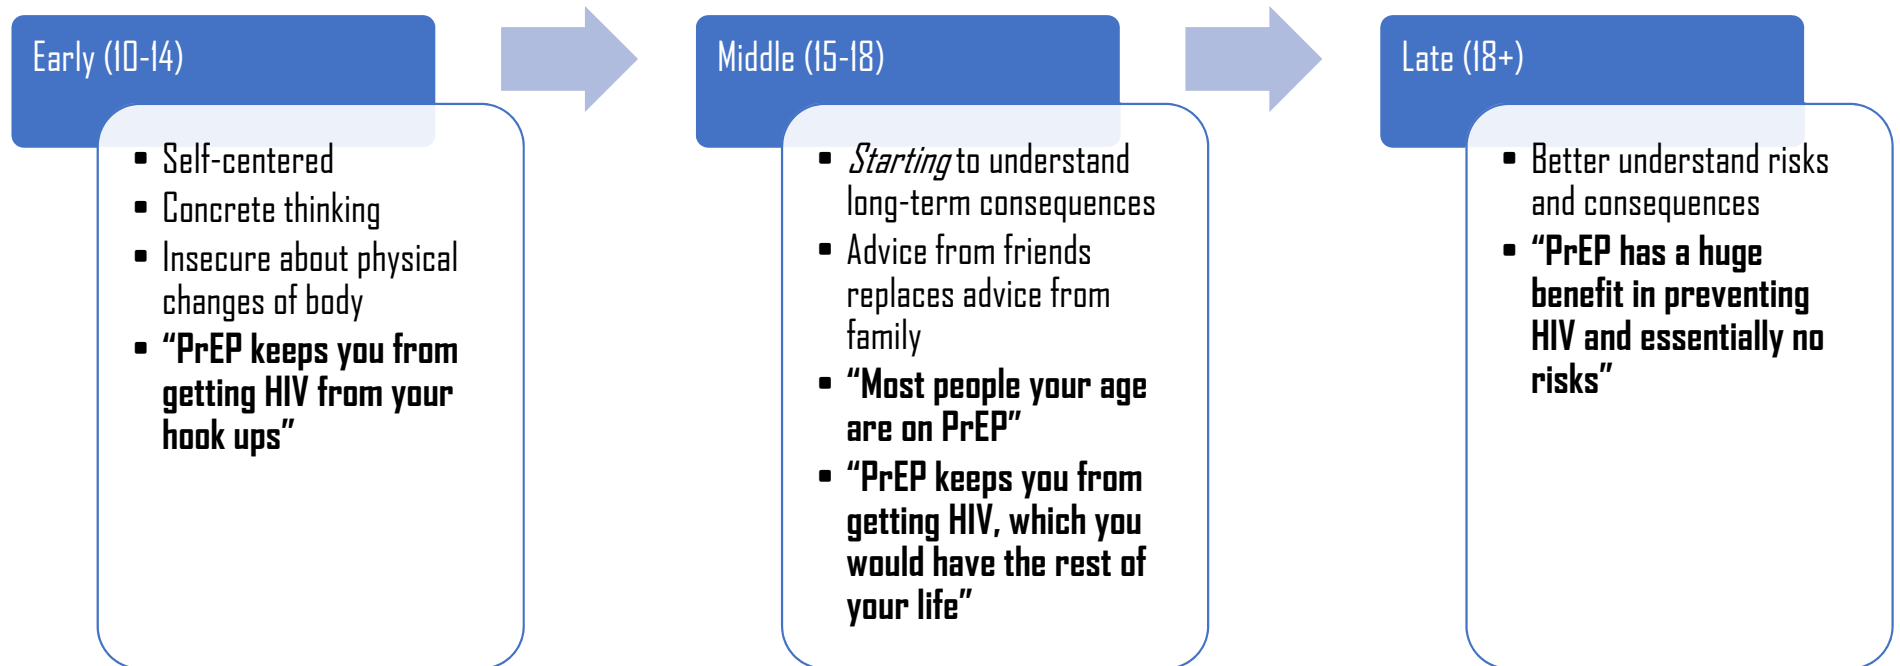 Early (10-14)
▪ Self-centered
▪ Concrete thinking
▪ Insecure about physical
changes of body
▪ “PrEP keeps you from
getting HIV from your
hook ups”
Middle (15-18)
▪ Starting to understand
long-term consequences
▪ Advice from friends
replaces advice from
family
▪ “Most people your age
are on PrEP”
▪ “PrEP keeps you from
getting HIV, which you
would have the rest of
your life”
Late (18+)
▪ Better understand risks
and consequences
▪ “PrEP has a huge
benefit in preventing
HIV and essentially no
risks”